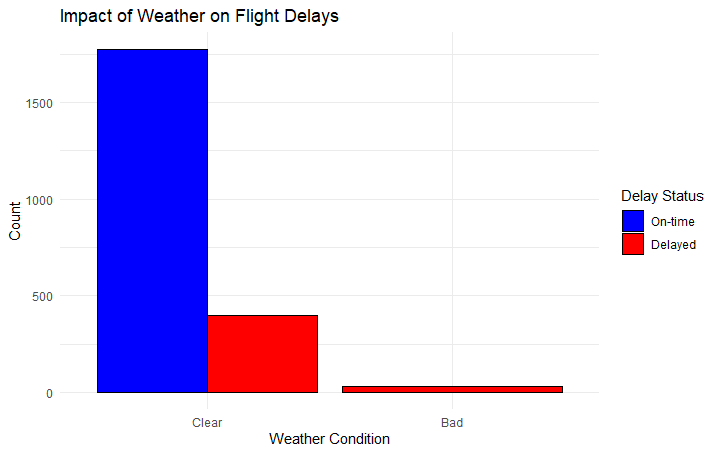 Impact of Weather on Flight Delays
1500
1000
500
0
Count
Clear
Bad
Weather Condition
Delay Status
On-time
Delayed